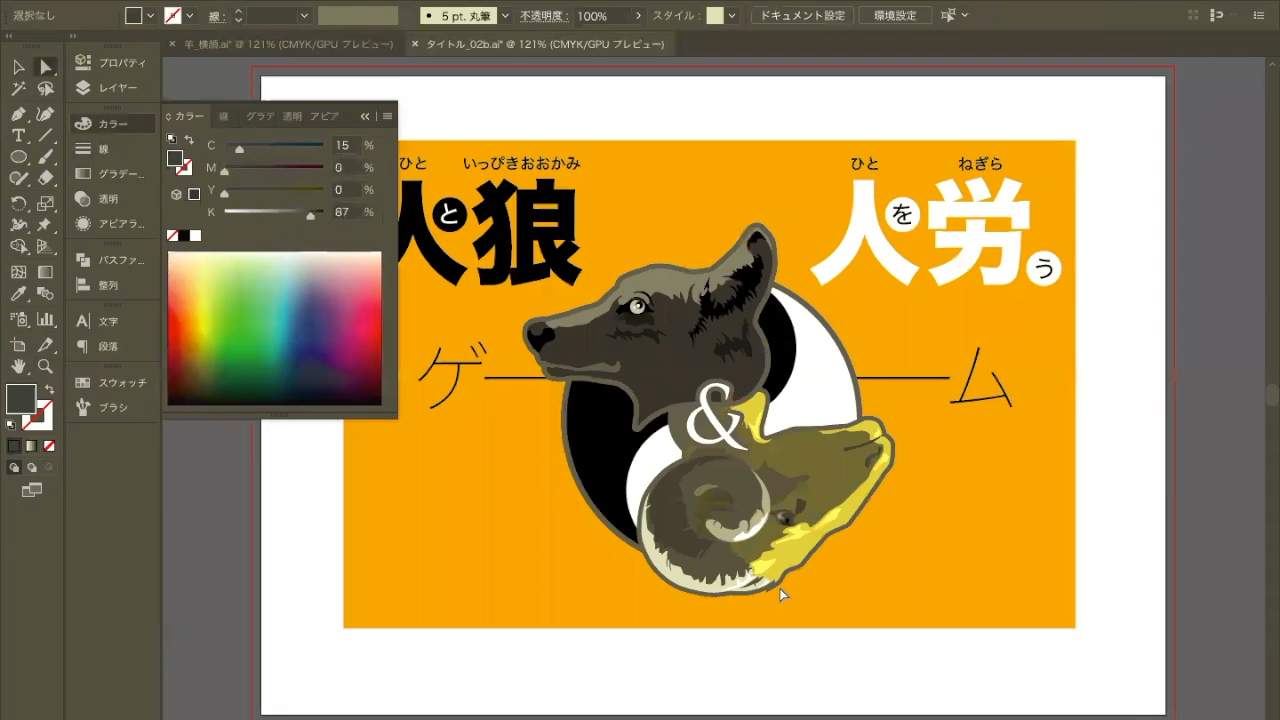 選択なし 線 : 5 pt. 丸筆 不透明度 : 100% スタイル : ドキュメント設定 環境設定
× 羊_横顔.ai* @ 121% (CMYK/GPU プレビュー) × タイトル_02b.ai* @ 121% (CMYK/GPU プレビュー)
プロパティ
レイヤー
カラー
線
グラデー...
透明
アピアラ...
パスファ...
整列
文字
段落
スウォッチ
ブラシ
カラー 線 グラデ 透明 アピア
C 15 %
M 0 %
Y 0 %
K 87 %
ひと いっぴきおおかみ
人と狼
ひと ねぎら
人を労う
ゲーム
&